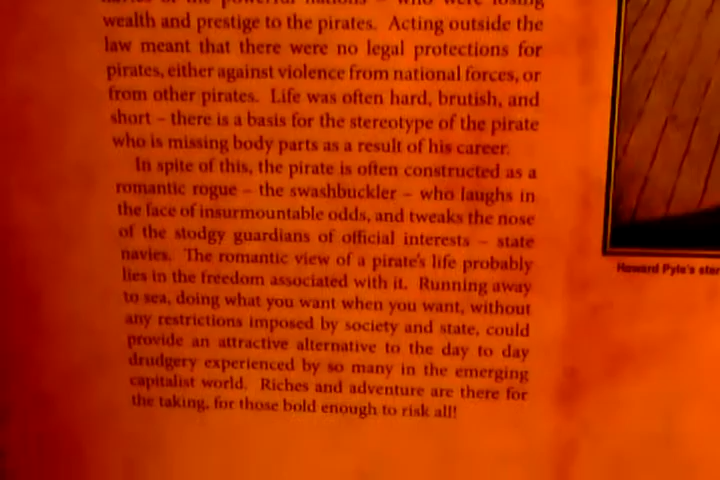 navies of the powerful nations – who were losing
wealth and prestige to the pirates. Acting outside the
law meant that there were no legal protections for
pirates, either against violence from national forces, or
from other pirates. Life was often hard, brutish, and
short – there is a basis for the stereotype of the pirate
who is missing body parts as a result of his career.
In spite of this, the pirate is often constructed as a
romantic rogue – the swashbuckler – who laughs in
the face of insurmountable odds, and tweaks the nose
of the stodgy guardians of official interests – state
navies. The romantic view of a pirate's life probably
lies in the freedom associated with it. Running away
to sea, doing what you want when you want, without
any restrictions imposed by society and state, could
provide an attractive alternative to the day to day
drudgery experienced by so many in the emerging
capitalist world. Riches and adventure are there for
the taking, for those bold enough to risk all!
Howard Pyle's